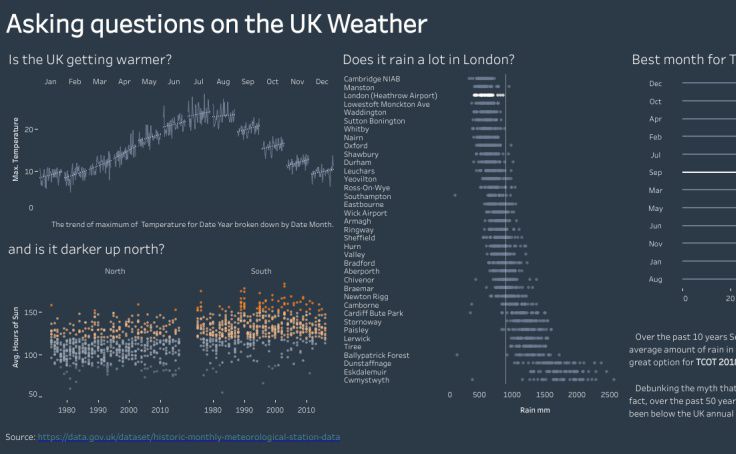 Asking questions on the UK Weather
Is the UK getting warmer?
Jan Feb Mar Apr May Jun Jul Aug Sep Oct Nov Dec
Max. Temperature
20
10
0
The trend of maximum of Temperature for Date Year broken down by Date Month.
and is it darker up north?
North South
Avg. Hours of Sun
150
100
50
1980 1990 2000 2010 1980 1990 2000 2010
Source: https://data.gov.uk/dataset/historic-monthly-meteorological-station-data
Does it rain a lot in London?
Cambridge NIAB
Manston
London (Heathrow Airport)
Lowestoft Monckton Ave
Waddington
Sutton Bonington
Whitby
Nairn
Oxford
Shawbury
Durham
Leuchars
Yeovilton
Ross-On-Wye
Southampton
Eastbourne
Wick Airport
Armagh
Ringway
Sheffield
Hurn
Valley
Bradford
Aberporth
Chivenor
Braemar
Newton Rigg
Camborne
Cardiff Bute Park
Stornoway
Paisley
Lerwick
Tiree
Ballypatrick Forest
Dunstaffnage
Eskdalemuir
Cwmystwyth
0 500 1000 1500 2000 2500
Rain mm
Best month for T
Dec
Oct
Apr
Feb
Jul
Sep
Mar
May
Jun
Nov
Jan
Aug
0 20
Over the past 10 years Se
average amount of rain in
great option for TCOT 2018
Debunking the myth that
fact, over the past 50 year
been below the UK annual